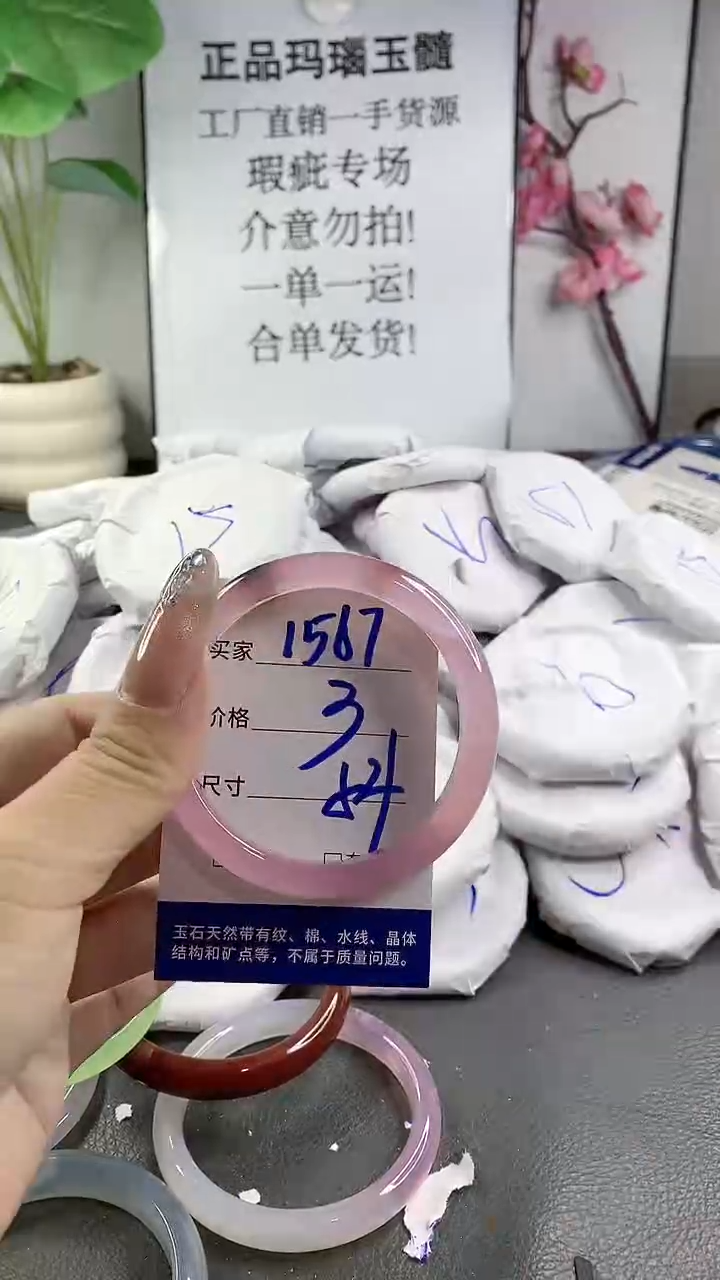 正品玛瑙玉髓
工厂直销一手货源
瑕疵专场
介意勿拍!
一单一运!
合单发货!
买家 1567
价格 3
尺寸
玉石天然带有纹、棉、水线、晶体
结构和矿点等，不属于质量问题。